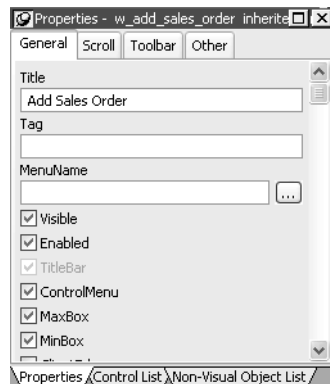 Properties - w_add_sales_order inherite
General Scroll Toolbar Other
Title
Add Sales Order
Tag
MenuName
...
Visible
Enabled
TitleBar
ControlMenu
MaxBox
MinBox
Properties Control List Non-Visual Object List